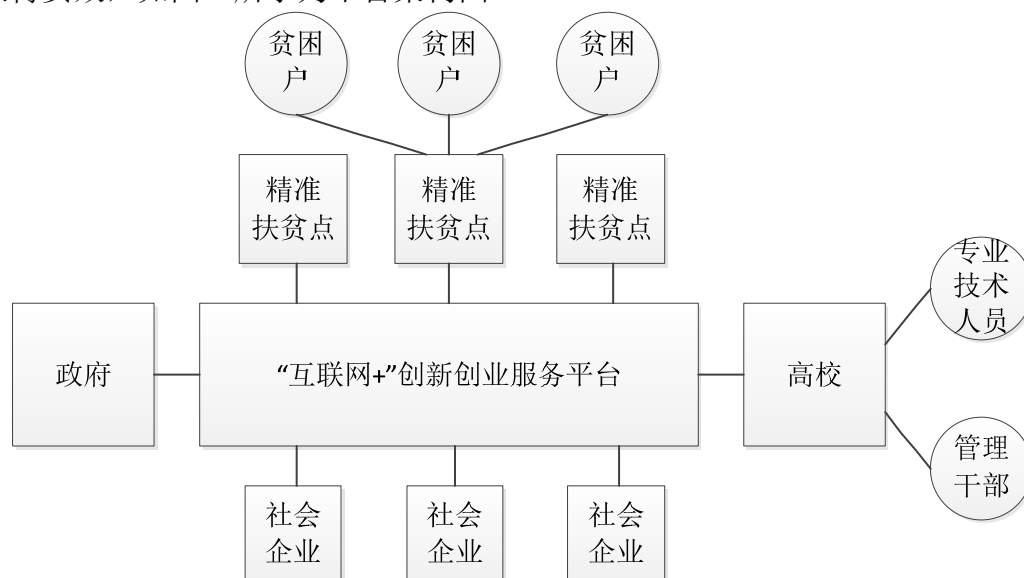 贫困
户
贫困
户
贫困
户
精准
扶贫点
精准
扶贫点
精准
扶贫点
专业
技术
人员
政府
“互联网+”创新创业服务平台
高校
管理
干部
社会
企业
社会
企业
社会
企业